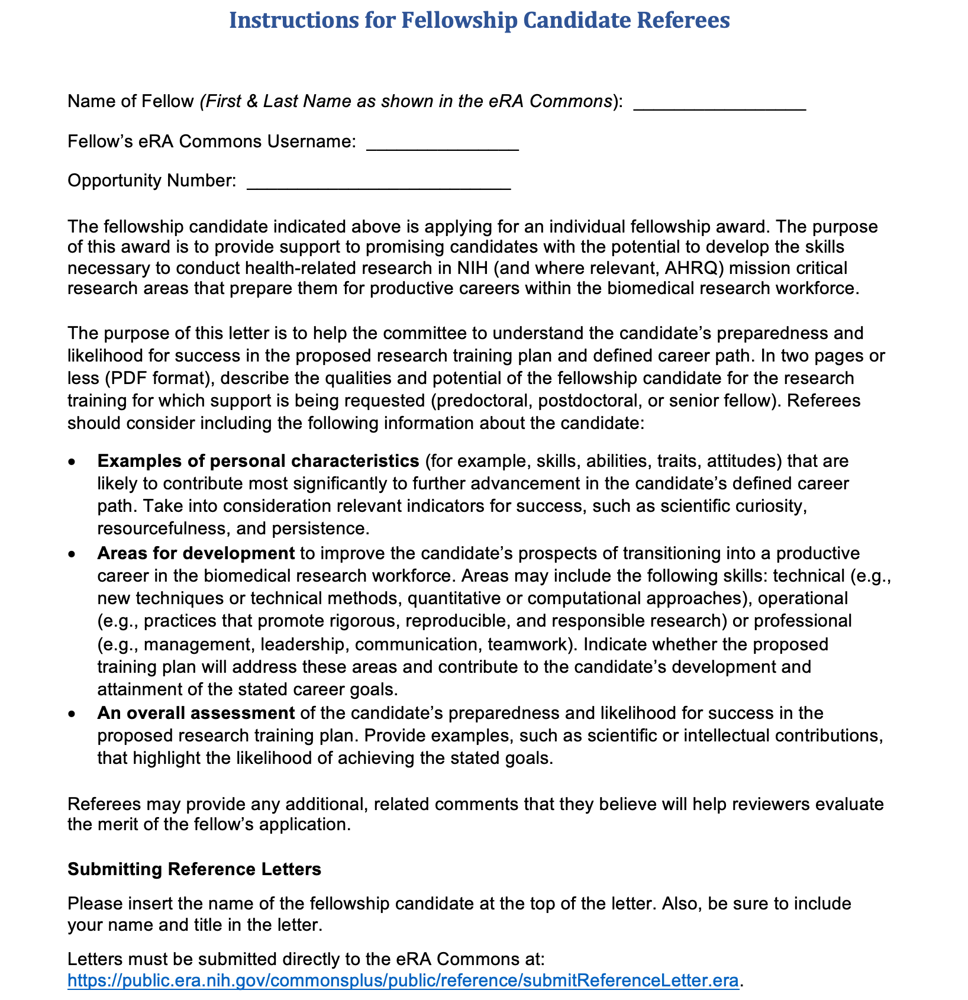 Instructions for Fellowship Candidate Referees
Name of Fellow (First & Last Name as shown in the eRA Commons): _________________
Fellow’s eRA Commons Username: _______________
Opportunity Number: __________________________
The fellowship candidate indicated above is applying for an individual fellowship award. The purpose
of this award is to provide support to promising candidates with the potential to develop the skills
necessary to conduct health-related research in NIH (and where relevant, AHRQ) mission critical
research areas that prepare them for productive careers within the biomedical research workforce.
The purpose of this letter is to help the committee to understand the candidate’s preparedness and
likelihood for success in the proposed research training plan and defined career path. In two pages or
less (PDF format), describe the qualities and potential of the fellowship candidate for the research
training for which support is being requested (predoctoral, postdoctoral, or senior fellow). Referees
should consider including the following information about the candidate:
• Examples of personal characteristics (for example, skills, abilities, traits, attitudes) that are
likely to contribute most significantly to further advancement in the candidate’s defined career
path. Take into consideration relevant indicators for success, such as scientific curiosity,
resourcefulness, and persistence.
• Areas for development to improve the candidate’s prospects of transitioning into a productive
career in the biomedical research workforce. Areas may include the following skills: technical (e.g.,
new techniques or technical methods, quantitative or computational approaches), operational
(e.g., practices that promote rigorous, reproducible, and responsible research) or professional
(e.g., management, leadership, communication, teamwork). Indicate whether the proposed
training plan will address these areas and contribute to the candidate’s development and
attainment of the stated career goals.
• An overall assessment of the candidate’s preparedness and likelihood for success in the
proposed research training plan. Provide examples, such as scientific or intellectual contributions,
that highlight the likelihood of achieving the stated goals.
Referees may provide any additional, related comments that they believe will help reviewers evaluate
the merit of the fellow’s application.
Submitting Reference Letters
Please insert the name of the fellowship candidate at the top of the letter. Also, be sure to include
your name and title in the letter.
Letters must be submitted directly to the eRA Commons at:
https://public.era.nih.gov/commonsplus/public/reference/submitReferenceLetter.era.